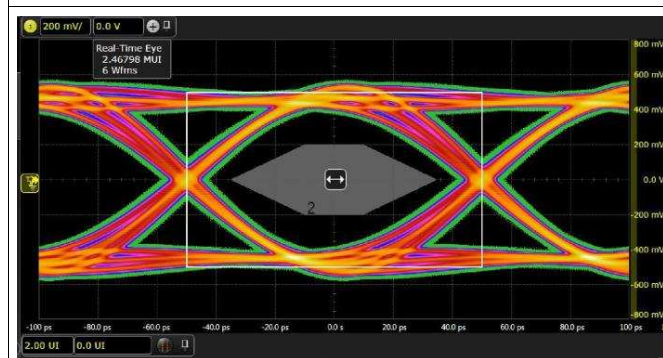 1 200 mV/ 0.0 V
Real-Time Eye
2.46798 MUI
6 Wfms
800 mV
600 mV
400 mV
200 mV
0.0 V
-200 mV
-400 mV
-600 mV
-800 mV
2
-100 ps -80.0 ps -60.0 ps -40.0 ps -20.0 ps 0.0 s 20.0 ps 40.0 ps 60.0 ps 80.0 ps 100 ps
2.00 UI 0.0 UI